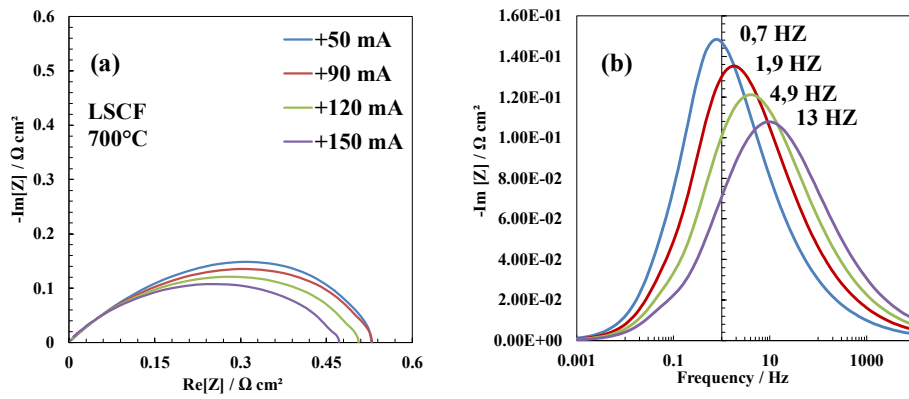 (a)
LSCF
700°C
+50 mA
+90 mA
+120 mA
+150 mA
0.6
0.5
0.4
0.3
0.2
0.1
0
-Im[Z] / Ω cm²
0
0.15
0.3
0.45
0.6
Re[Z] / Ω cm²
(b)
0,7 HZ
1,9 HZ
4,9 HZ
13 HZ
1.60E-01
1.40E-01
1.20E-01
1.00E-01
8.00E-02
6.00E-02
4.00E-02
2.00E-02
0.00E+00
-Im [Z] / Ω cm²
0.001
0.1
10
1000
Frequency / Hz